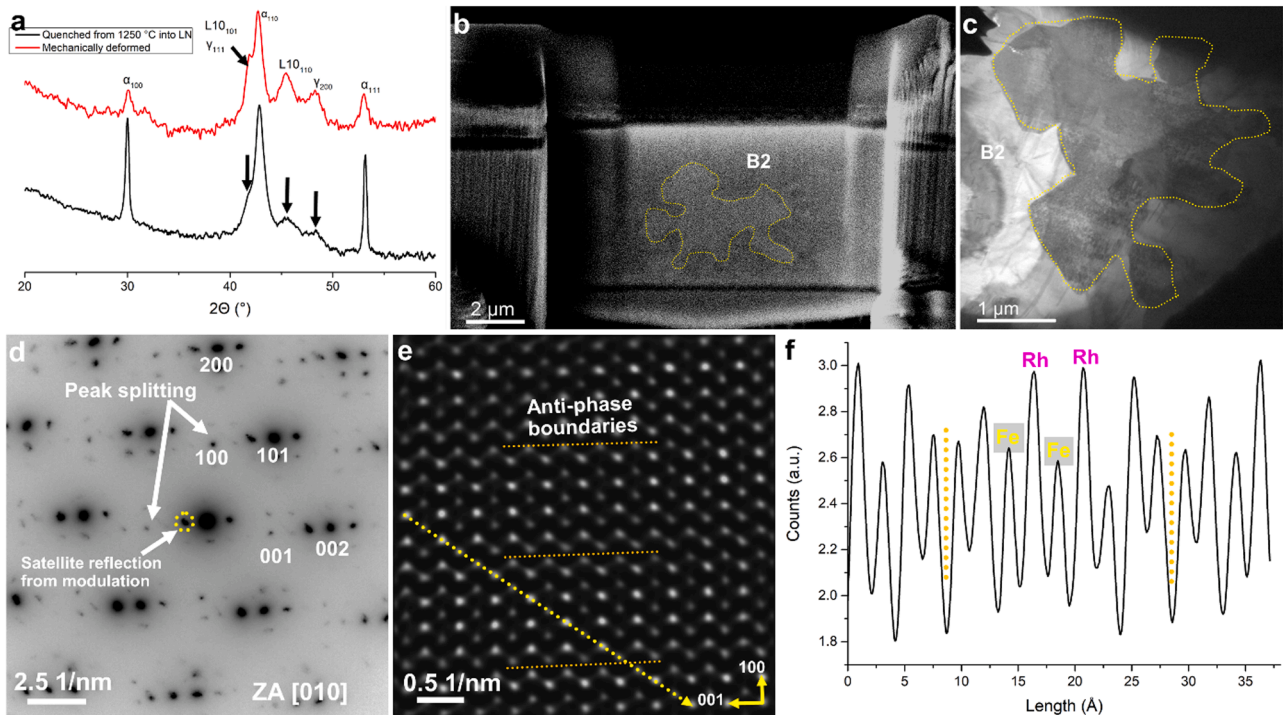 a
Quenched from 1250 °C into LN
Mechanically deformed
L10₁₀₁
γ₁₁₁
α₁₀₀
α₁₁₀
L10₁₁₀
γ₂₀₀
α₁₁₁
20 30 40 50 60
2Θ (°)
b
B2
2 µm
c
B2
1 µm
d
200
Peak splitting
100
101
001
002
Satellite reflection
from modulation
2.5 1/nm
ZA [010]
e
Anti-phase
boundaries
0.5 1/nm
100
001
f
Rh
Rh
Fe
Fe
3.0
2.8
2.6
2.4
2.2
2.0
1.8
Counts (a.u.)
0 5 10 15 20 25 30 35
Length (Å)